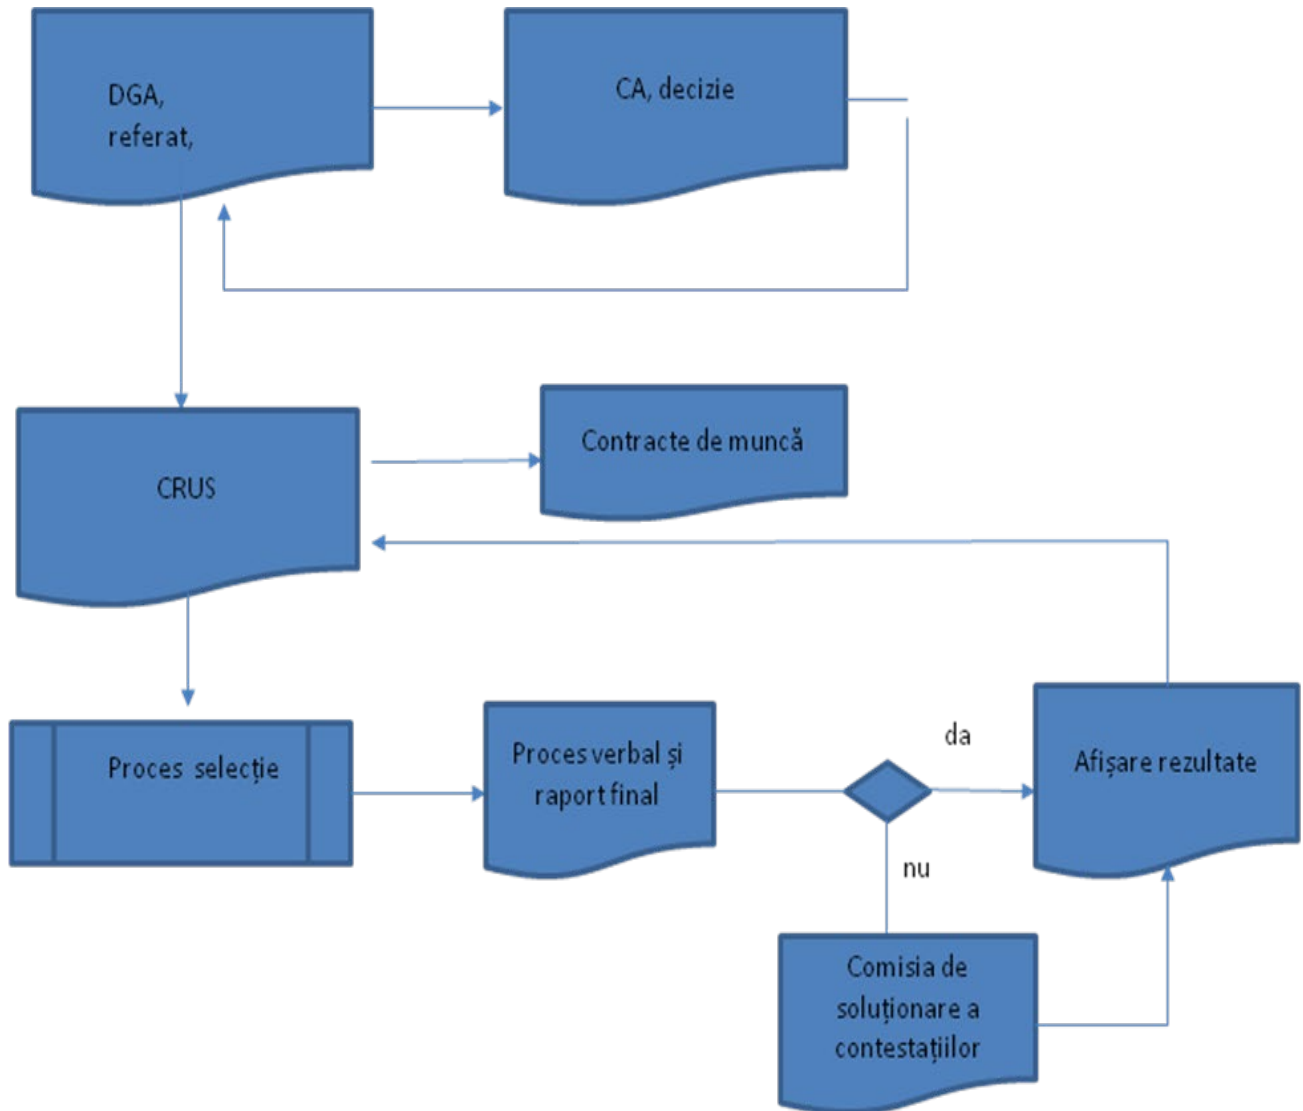 DGA,
referat,
CA, decizie
Contracte de muncă
CRUS
Proces selecție
Proces verbal și
raport final
da
Afișare rezultate
nu
Comisia de
soluționare a
contestațiilor